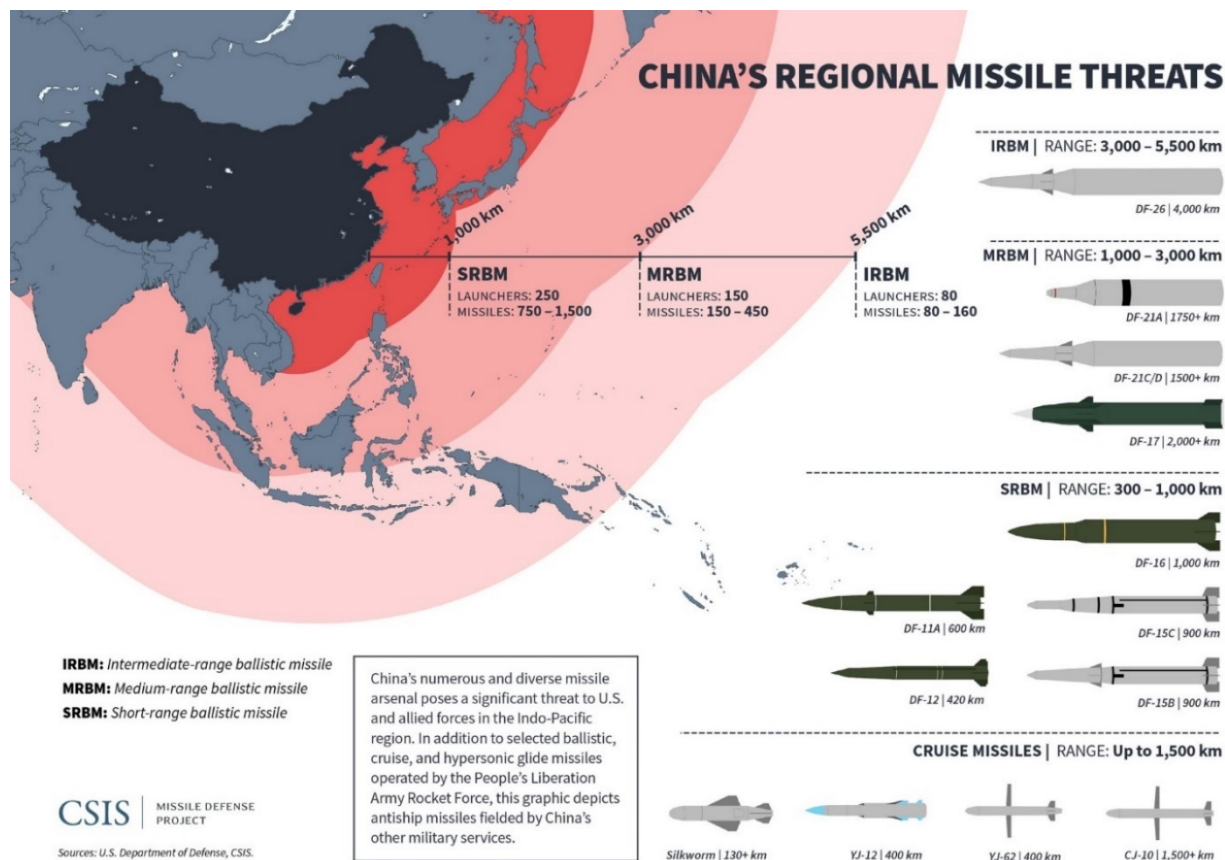 CHINA'S REGIONAL MISSILE THREATS
IRBM | RANGE: 3,000 – 5,500 km
DF-26 | 4,000 km
MRBM | RANGE: 1,000 – 3,000 km
DF-21A | 1750+ km
DF-21C/D | 1500+ km
DF-17 | 2,000+ km
SRBM | RANGE: 300 – 1,000 km
DF-16 | 1,000 km
DF-11A | 600 km
DF-15C | 900 km
DF-12 | 420 km
DF-15B | 900 km
CRUISE MISSILES | RANGE: Up to 1,500 km
Silkworm | 130+ km
YJ-12 | 400 km
YJ-62 | 400 km
CJ-10 | 1,500+ km
1,000 km
3,000 km
5,500 km
SRBM
LAUNCHERS: 250
MISSILES: 750 – 1,500
MRBM
LAUNCHERS: 150
MISSILES: 150 – 450
IRBM
LAUNCHERS: 80
MISSILES: 80 – 160
IRBM: Intermediate-range ballistic missile
MRBM: Medium-range ballistic missile
SRBM: Short-range ballistic missile
China's numerous and diverse missile
arsenal poses a significant threat to U.S.
and allied forces in the Indo-Pacific
region. In addition to selected ballistic,
cruise, and hypersonic glide missiles
operated by the People's Liberation
Army Rocket Force, this graphic depicts
antiship missiles fielded by China's
other military services.
CSIS | MISSILE DEFENSE
PROJECT
Sources: U.S. Department of Defense, CSIS.